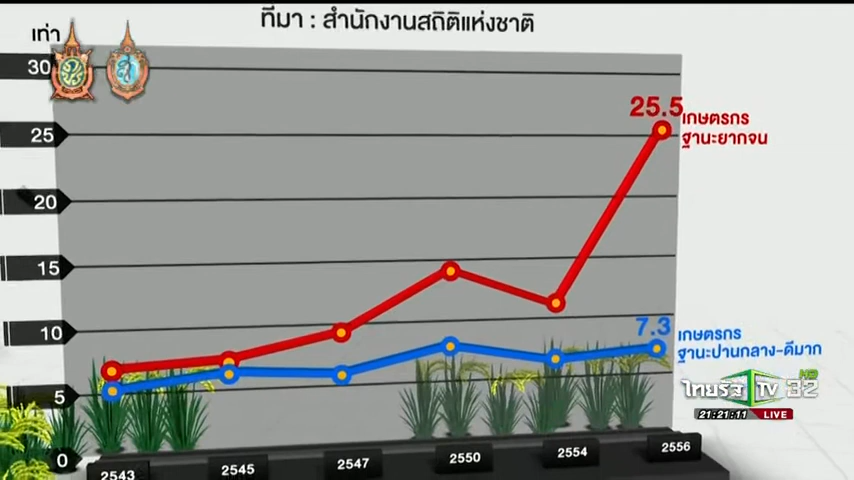 ที่มา : สำนักงานสถิติแห่งชาติ
เท่า
30
25
20
15
10
5
0
25.5
เกษตรกร
ฐานะยากจน
7.3
เกษตรกร
ฐานะปานกลาง-ดีมาก
2543
2545
2547
2550
2554
2556
ไทยรัฐ TV 32 HD
21:21:11 LIVE